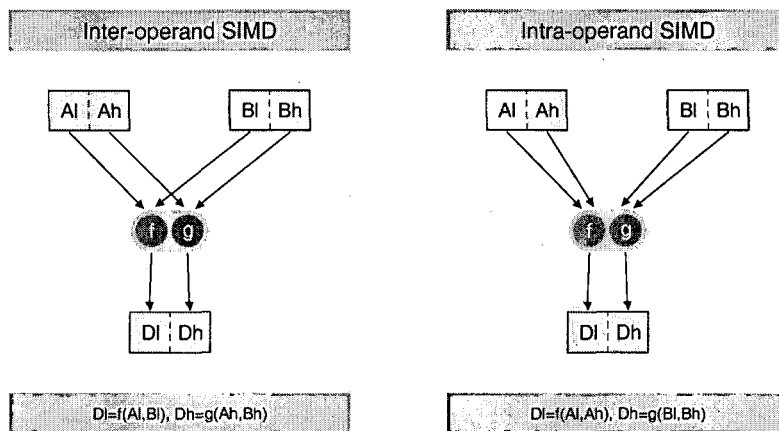 Inter-operand SIMD
Al Ah
Bl Bh
f g
Dl Dh
Dl=f(Al,Bl), Dh=g(Ah,Bh)
Intra-operand SIMD
Al Ah
Bl Bh
f g
Dl Dh
Dl=f(Al,Ah), Dh=g(Bl,Bh)